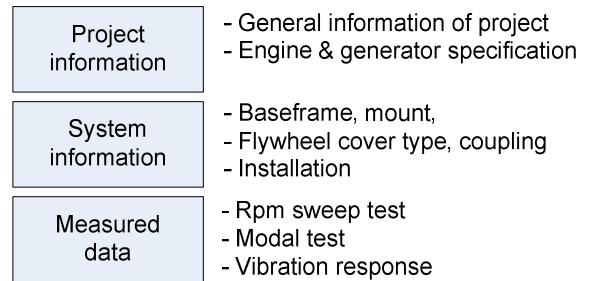 Project
information
- General information of project
- Engine & generator specification
System
information
- Baseframe, mount,
- Flywheel cover type, coupling
- Installation
Measured
data
- Rpm sweep test
- Modal test
- Vibration response